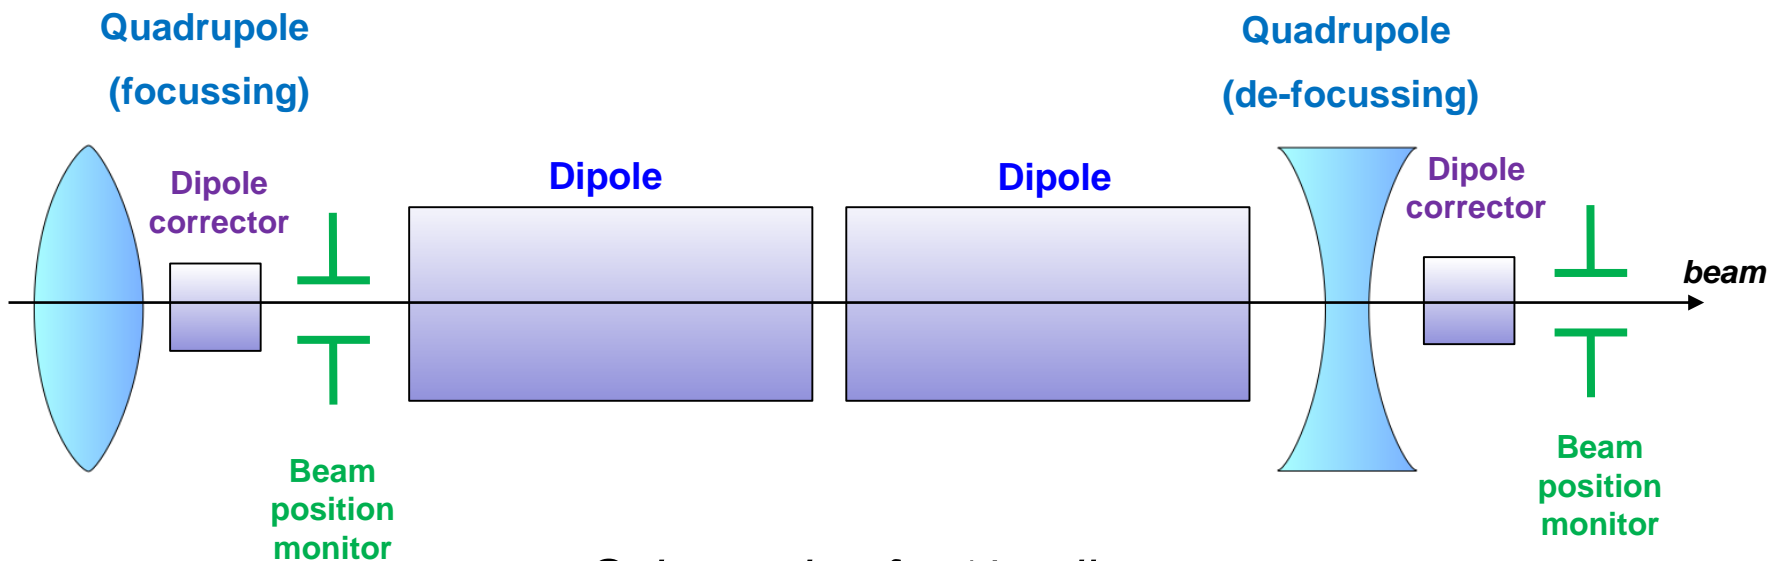 Quadrupole
(focussing)
Quadrupole
(de-focussing)
Dipole
corrector
Dipole
Dipole
Dipole
corrector
beam
Beam
position
monitor
Beam
position
monitor